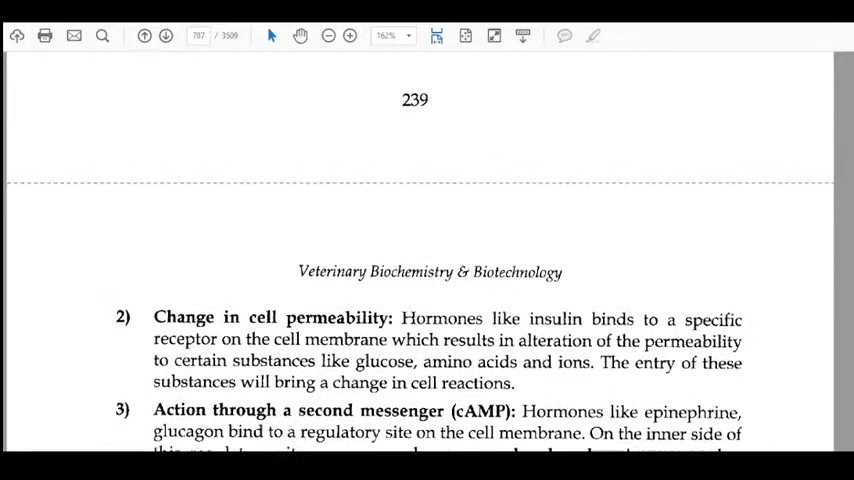 787 / 3509
162%
239
Veterinary Biochemistry & Biotechnology
2) Change in cell permeability: Hormones like insulin binds to a specific
receptor on the cell membrane which results in alteration of the permeability
to certain substances like glucose, amino acids and ions. The entry of these
substances will bring a change in cell reactions.
3) Action through a second messenger (cAMP): Hormones like epinephrine,
glucagon bind to a regulatory site on the cell membrane. On the inner side of